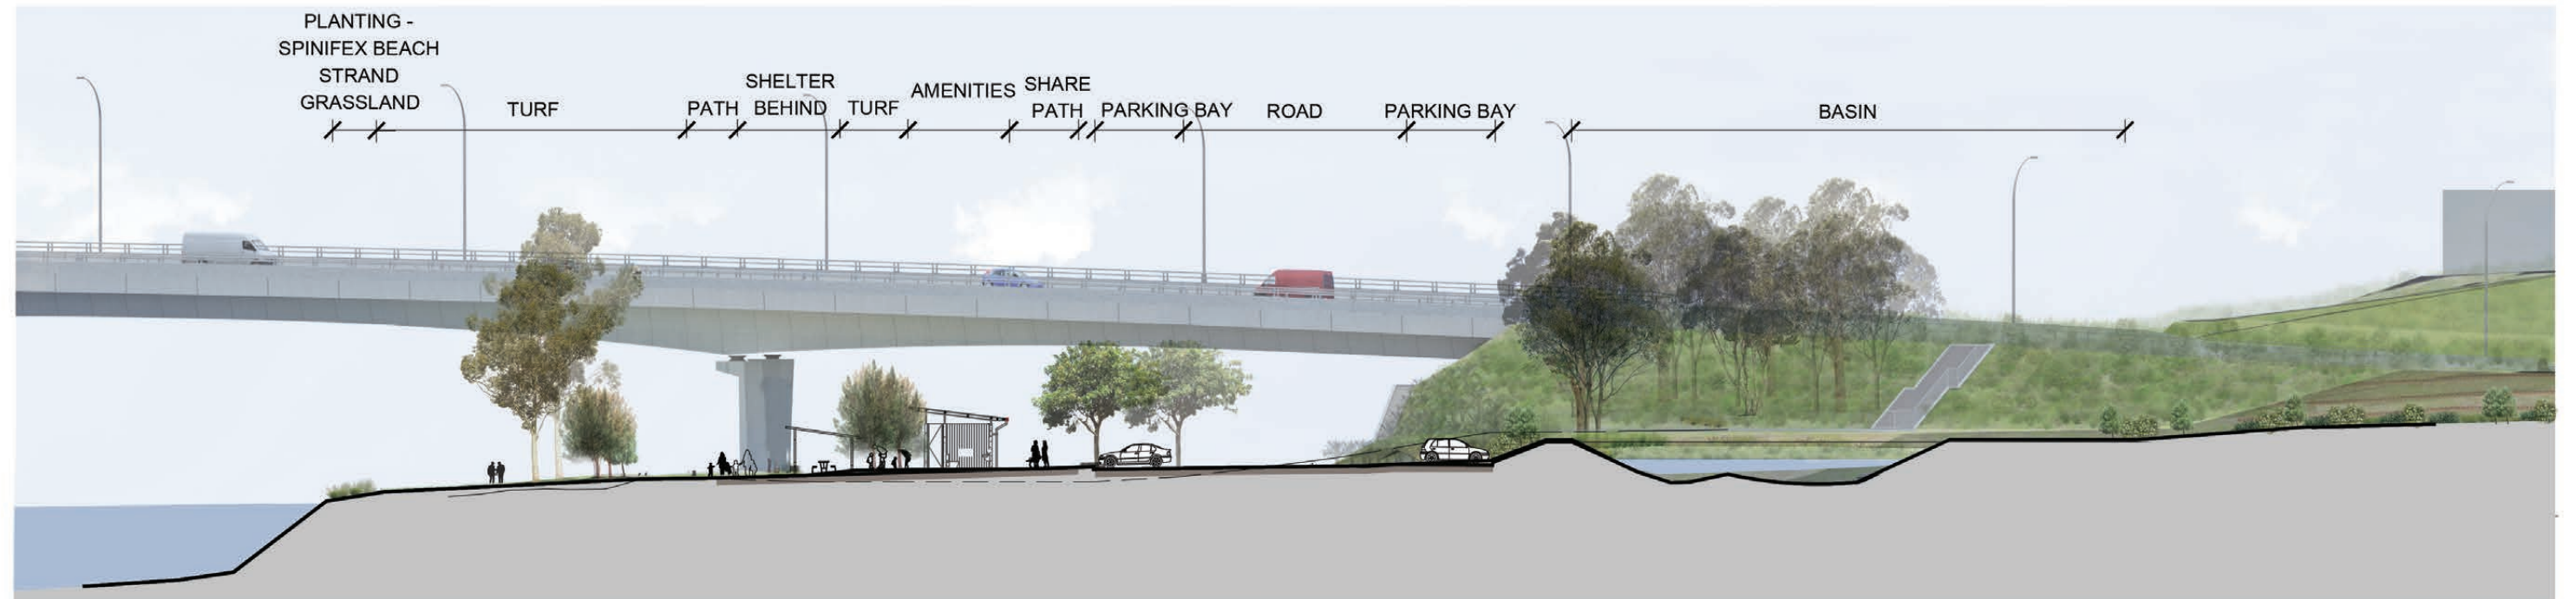 PLANTING -
SPINIFEX BEACH
STRAND
GRASSLAND
TURF
PATH
SHELTER
BEHIND
TURF
AMENITIES
SHARE
PATH
PARKING BAY
ROAD
PARKING BAY
BASIN